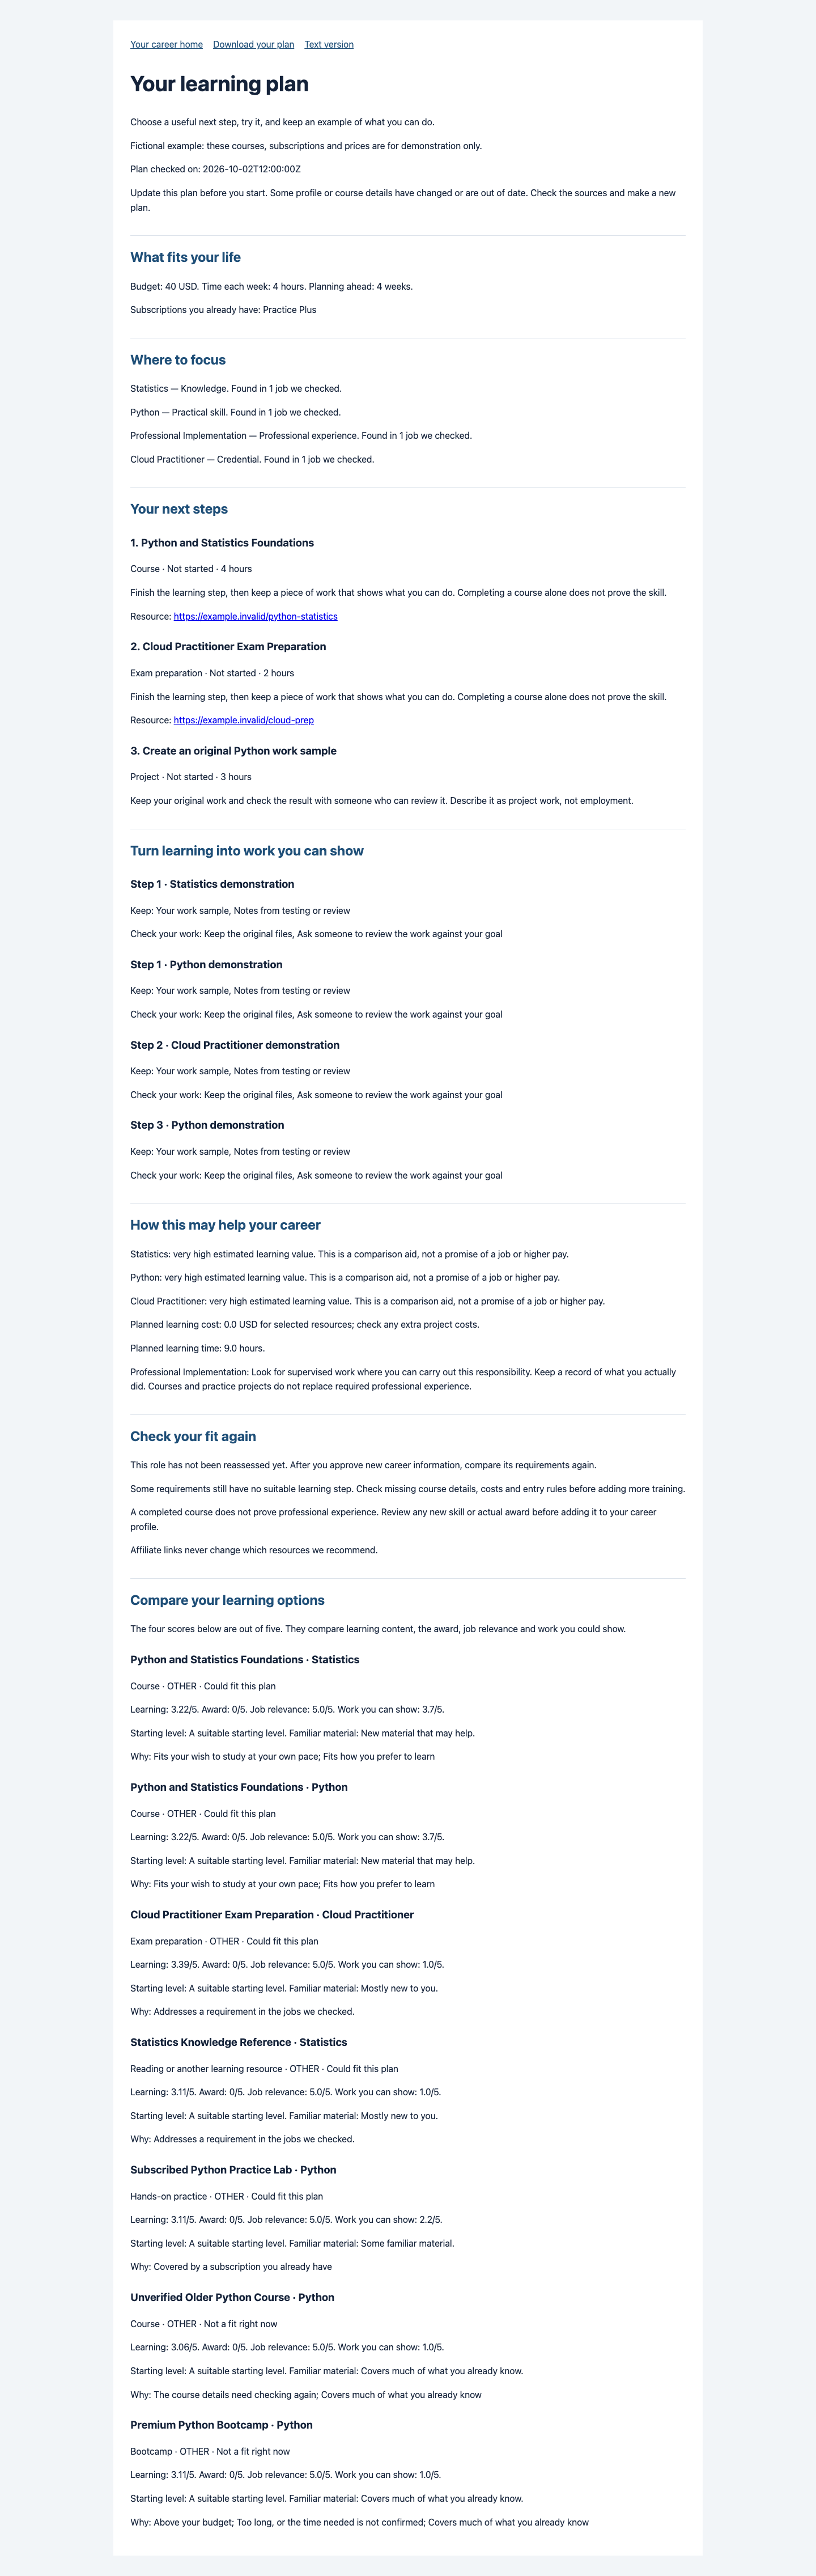 Your career home Download your plan Text version
Your learning plan
Choose a useful next step, try it, and keep an example of what you can do.
Fictional example: these courses, subscriptions and prices are for demonstration only.
Plan checked on: 2026-10-02T12:00:00Z
Update this plan before you start. Some profile or course details have changed or are out of date. Check the sources and make a new
plan.
What fits your life
Budget: 40 USD. Time each week: 4 hours. Planning ahead: 4 weeks.
Subscriptions you already have: Practice Plus
Where to focus
Statistics — Knowledge. Found in 1 job we checked.
Python — Practical skill. Found in 1 job we checked.
Professional Implementation — Professional experience. Found in 1 job we checked.
Cloud Practitioner — Credential. Found in 1 job we checked.
Your next steps
1. Python and Statistics Foundations
Course · Not started · 4 hours
Finish the learning step, then keep a piece of work that shows what you can do. Completing a course alone does not prove the skill.
Resource: https://example.invalid/python-statistics
2. Cloud Practitioner Exam Preparation
Exam preparation · Not started · 2 hours
Finish the learning step, then keep a piece of work that shows what you can do. Completing a course alone does not prove the skill.
Resource: https://example.invalid/cloud-prep
3. Create an original Python work sample
Project · Not started · 3 hours
Keep your original work and check the result with someone who can review it. Describe it as project work, not employment.
Turn learning into work you can show
Step 1 · Statistics demonstration
Keep: Your work sample, Notes from testing or review
Check your work: Keep the original files, Ask someone to review the work against your goal
Step 1 · Python demonstration
Keep: Your work sample, Notes from testing or review
Check your work: Keep the original files, Ask someone to review the work against your goal
Step 2 · Cloud Practitioner demonstration
Keep: Your work sample, Notes from testing or review
Check your work: Keep the original files, Ask someone to review the work against your goal
Step 3 · Python demonstration
Keep: Your work sample, Notes from testing or review
Check your work: Keep the original files, Ask someone to review the work against your goal
How this may help your career
Statistics: very high estimated learning value. This is a comparison aid, not a promise of a job or higher pay.
Python: very high estimated learning value. This is a comparison aid, not a promise of a job or higher pay.
Cloud Practitioner: very high estimated learning value. This is a comparison aid, not a promise of a job or higher pay.
Planned learning cost: 0.0 USD for selected resources; check any extra project costs.
Planned learning time: 9.0 hours.
Professional Implementation: Look for supervised work where you can carry out this responsibility. Keep a record of what you actually
did. Courses and practice projects do not replace required professional experience.
Check your fit again
This role has not been reassessed yet. After you approve new career information, compare its requirements again.
Some requirements still have no suitable learning step. Check missing course details, costs and entry rules before adding more training.
A completed course does not prove professional experience. Review any new skill or actual award before adding it to your career
profile.
Affiliate links never change which resources we recommend.
Compare your learning options
The four scores below are out of five. They compare learning content, the award, job relevance and work you could show.
Python and Statistics Foundations · Statistics
Course · OTHER · Could fit this plan
Learning: 3.22/5. Award: 0/5. Job relevance: 5.0/5. Work you can show: 3.7/5.
Starting level: A suitable starting level. Familiar material: New material that may help.
Why: Fits your wish to study at your own pace; Fits how you prefer to learn
Python and Statistics Foundations · Python
Course · OTHER · Could fit this plan
Learning: 3.22/5. Award: 0/5. Job relevance: 5.0/5. Work you can show: 3.7/5.
Starting level: A suitable starting level. Familiar material: New material that may help.
Why: Fits your wish to study at your own pace; Fits how you prefer to learn
Cloud Practitioner Exam Preparation · Cloud Practitioner
Exam preparation · OTHER · Could fit this plan
Learning: 3.39/5. Award: 0/5. Job relevance: 5.0/5. Work you can show: 1.0/5.
Starting level: A suitable starting level. Familiar material: Mostly new to you.
Why: Addresses a requirement in the jobs we checked.
Statistics Knowledge Reference · Statistics
Reading or another learning resource · OTHER · Could fit this plan
Learning: 3.11/5. Award: 0/5. Job relevance: 5.0/5. Work you can show: 1.0/5.
Starting level: A suitable starting level. Familiar material: Mostly new to you.
Why: Addresses a requirement in the jobs we checked.
Subscribed Python Practice Lab · Python
Hands-on practice · OTHER · Could fit this plan
Learning: 3.11/5. Award: 0/5. Job relevance: 5.0/5. Work you can show: 2.2/5.
Starting level: A suitable starting level. Familiar material: Some familiar material.
Why: Covered by a subscription you already have
Unverified Older Python Course · Python
Course · OTHER · Not a fit right now
Learning: 3.06/5. Award: 0/5. Job relevance: 5.0/5. Work you can show: 1.0/5.
Starting level: A suitable starting level. Familiar material: Covers much of what you already know.
Why: The course details need checking again; Covers much of what you already know
Premium Python Bootcamp · Python
Bootcamp · OTHER · Not a fit right now
Learning: 3.11/5. Award: 0/5. Job relevance: 5.0/5. Work you can show: 1.0/5.
Starting level: A suitable starting level. Familiar material: Covers much of what you already know.
Why: Above your budget; Too long, or the time needed is not confirmed; Covers much of what you already know